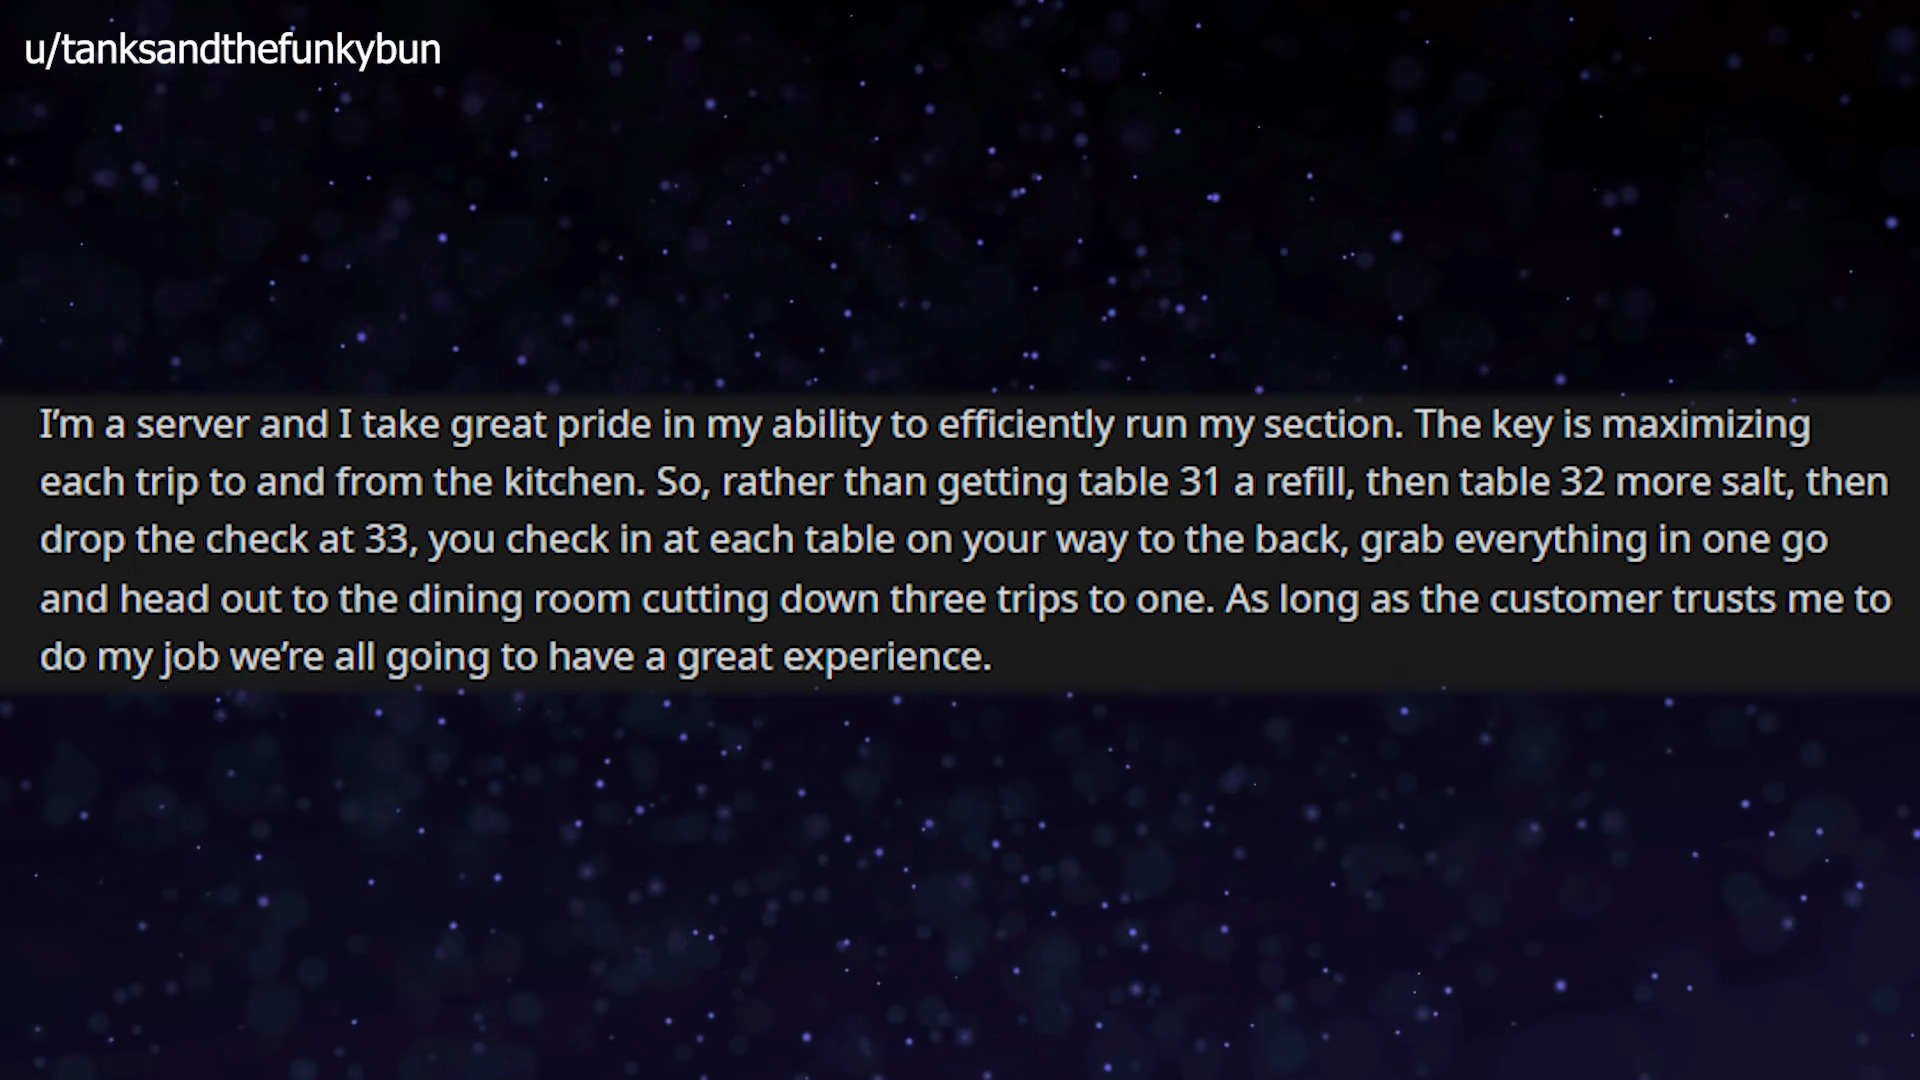 u/tanksandthefunkybun
I’m a server and I take great pride in my ability to efficiently run my section. The key is maximizing
each trip to and from the kitchen. So, rather than getting table 31 a refill, then table 32 more salt, then
drop the check at 33, you check in at each table on your way to the back, grab everything in one go
and head out to the dining room cutting down three trips to one. As long as the customer trusts me to
do my job we’re all going to have a great experience.